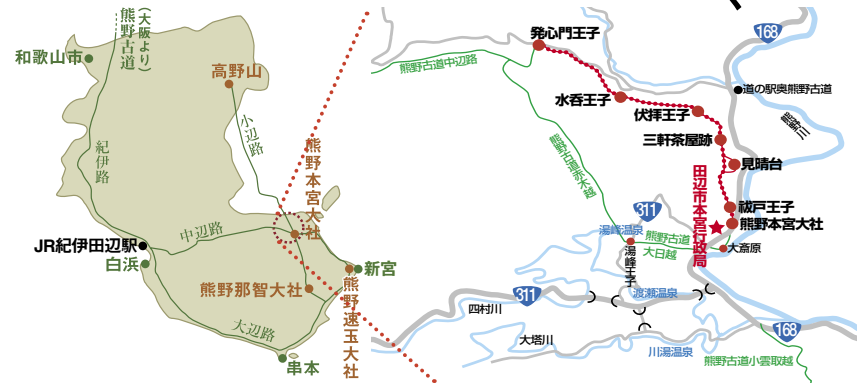 (大阪より)
熊野古道
和歌山市
高野山
小辺路
紀伊路
熊野本宮大社
中辺路
JR紀伊田辺駅
白浜
新宮
熊野那智大社
熊野速玉大社
大辺路
串本
発心門王子
168
熊野古道中辺路
道の駅奥熊野古道
水呑王子
伏拝王子
熊野川
三軒茶屋跡
熊野古道赤木越
見晴台
田辺市本宮行政局
311
祓戸王子
熊野本宮大社
湯峰温泉
熊野古道
大日越
大斎原
湯峰王子
渡瀬温泉
311
四村川
大塔川
川湯温泉
168
熊野古道小雲取越